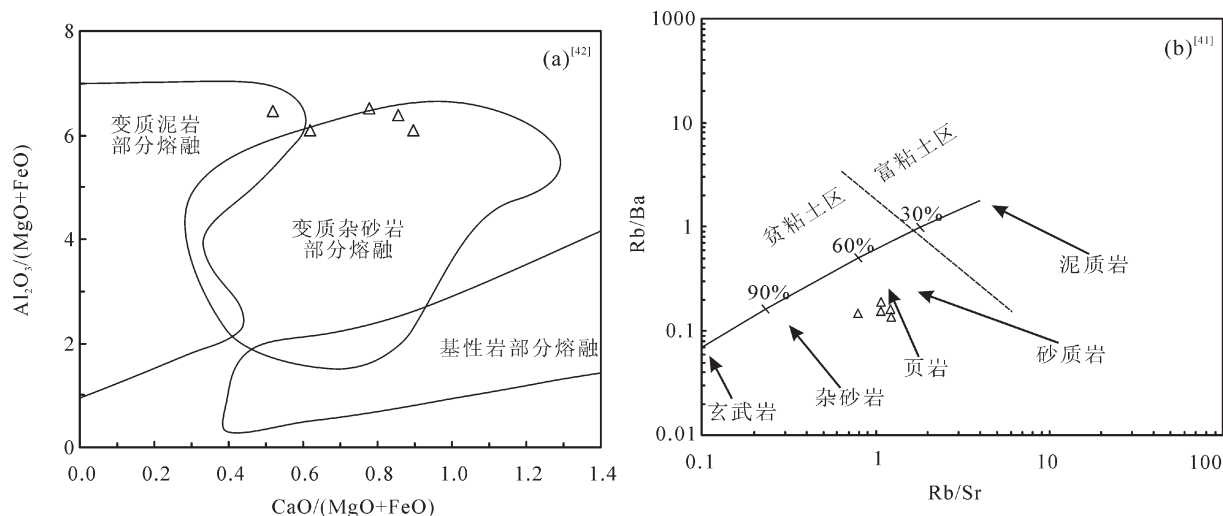 (a)[42]
8
6
4
2
0
Al₂O₃/(MgO+FeO)
变质泥岩
部分熔融
变质杂砂岩
部分熔融
基性岩部分熔融
0.0 0.2 0.4 0.6 0.8 1.0 1.2 1.4
CaO/(MgO+FeO)
(b)[41]
1000
100
10
1
0.1
0.01
Rb/Ba
贫粘土区
富粘土区
30%
60%
90%
泥质岩
砂质岩
页岩
杂砂岩
玄武岩
0.1 1 10 100
Rb/Sr